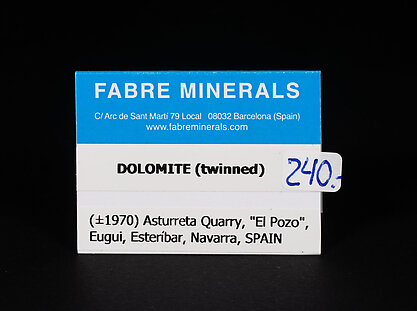 FABRE MINERALS
C/ Arc de Sant Martí 79 Local 08032 Barcelona (Spain)
www.fabreminerals.com
DOLOMITE (twinned)
240.-
(±1970) Asturreta Quarry, "El Pozo",
Eugui, Esteríbar, Navarra, SPAIN